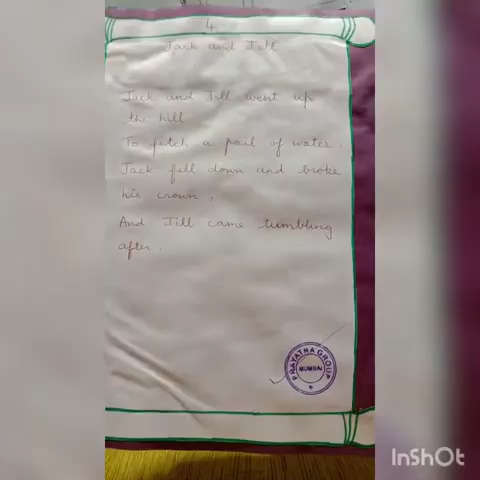 4
Jack and Jill
Jack and Jill went up
the hill
To fetch a pail of water.
Jack fell down and broke
his crown,
And Jill came tumbling
after.
PRAYATNA GROUP
MUMBAI
InShOt